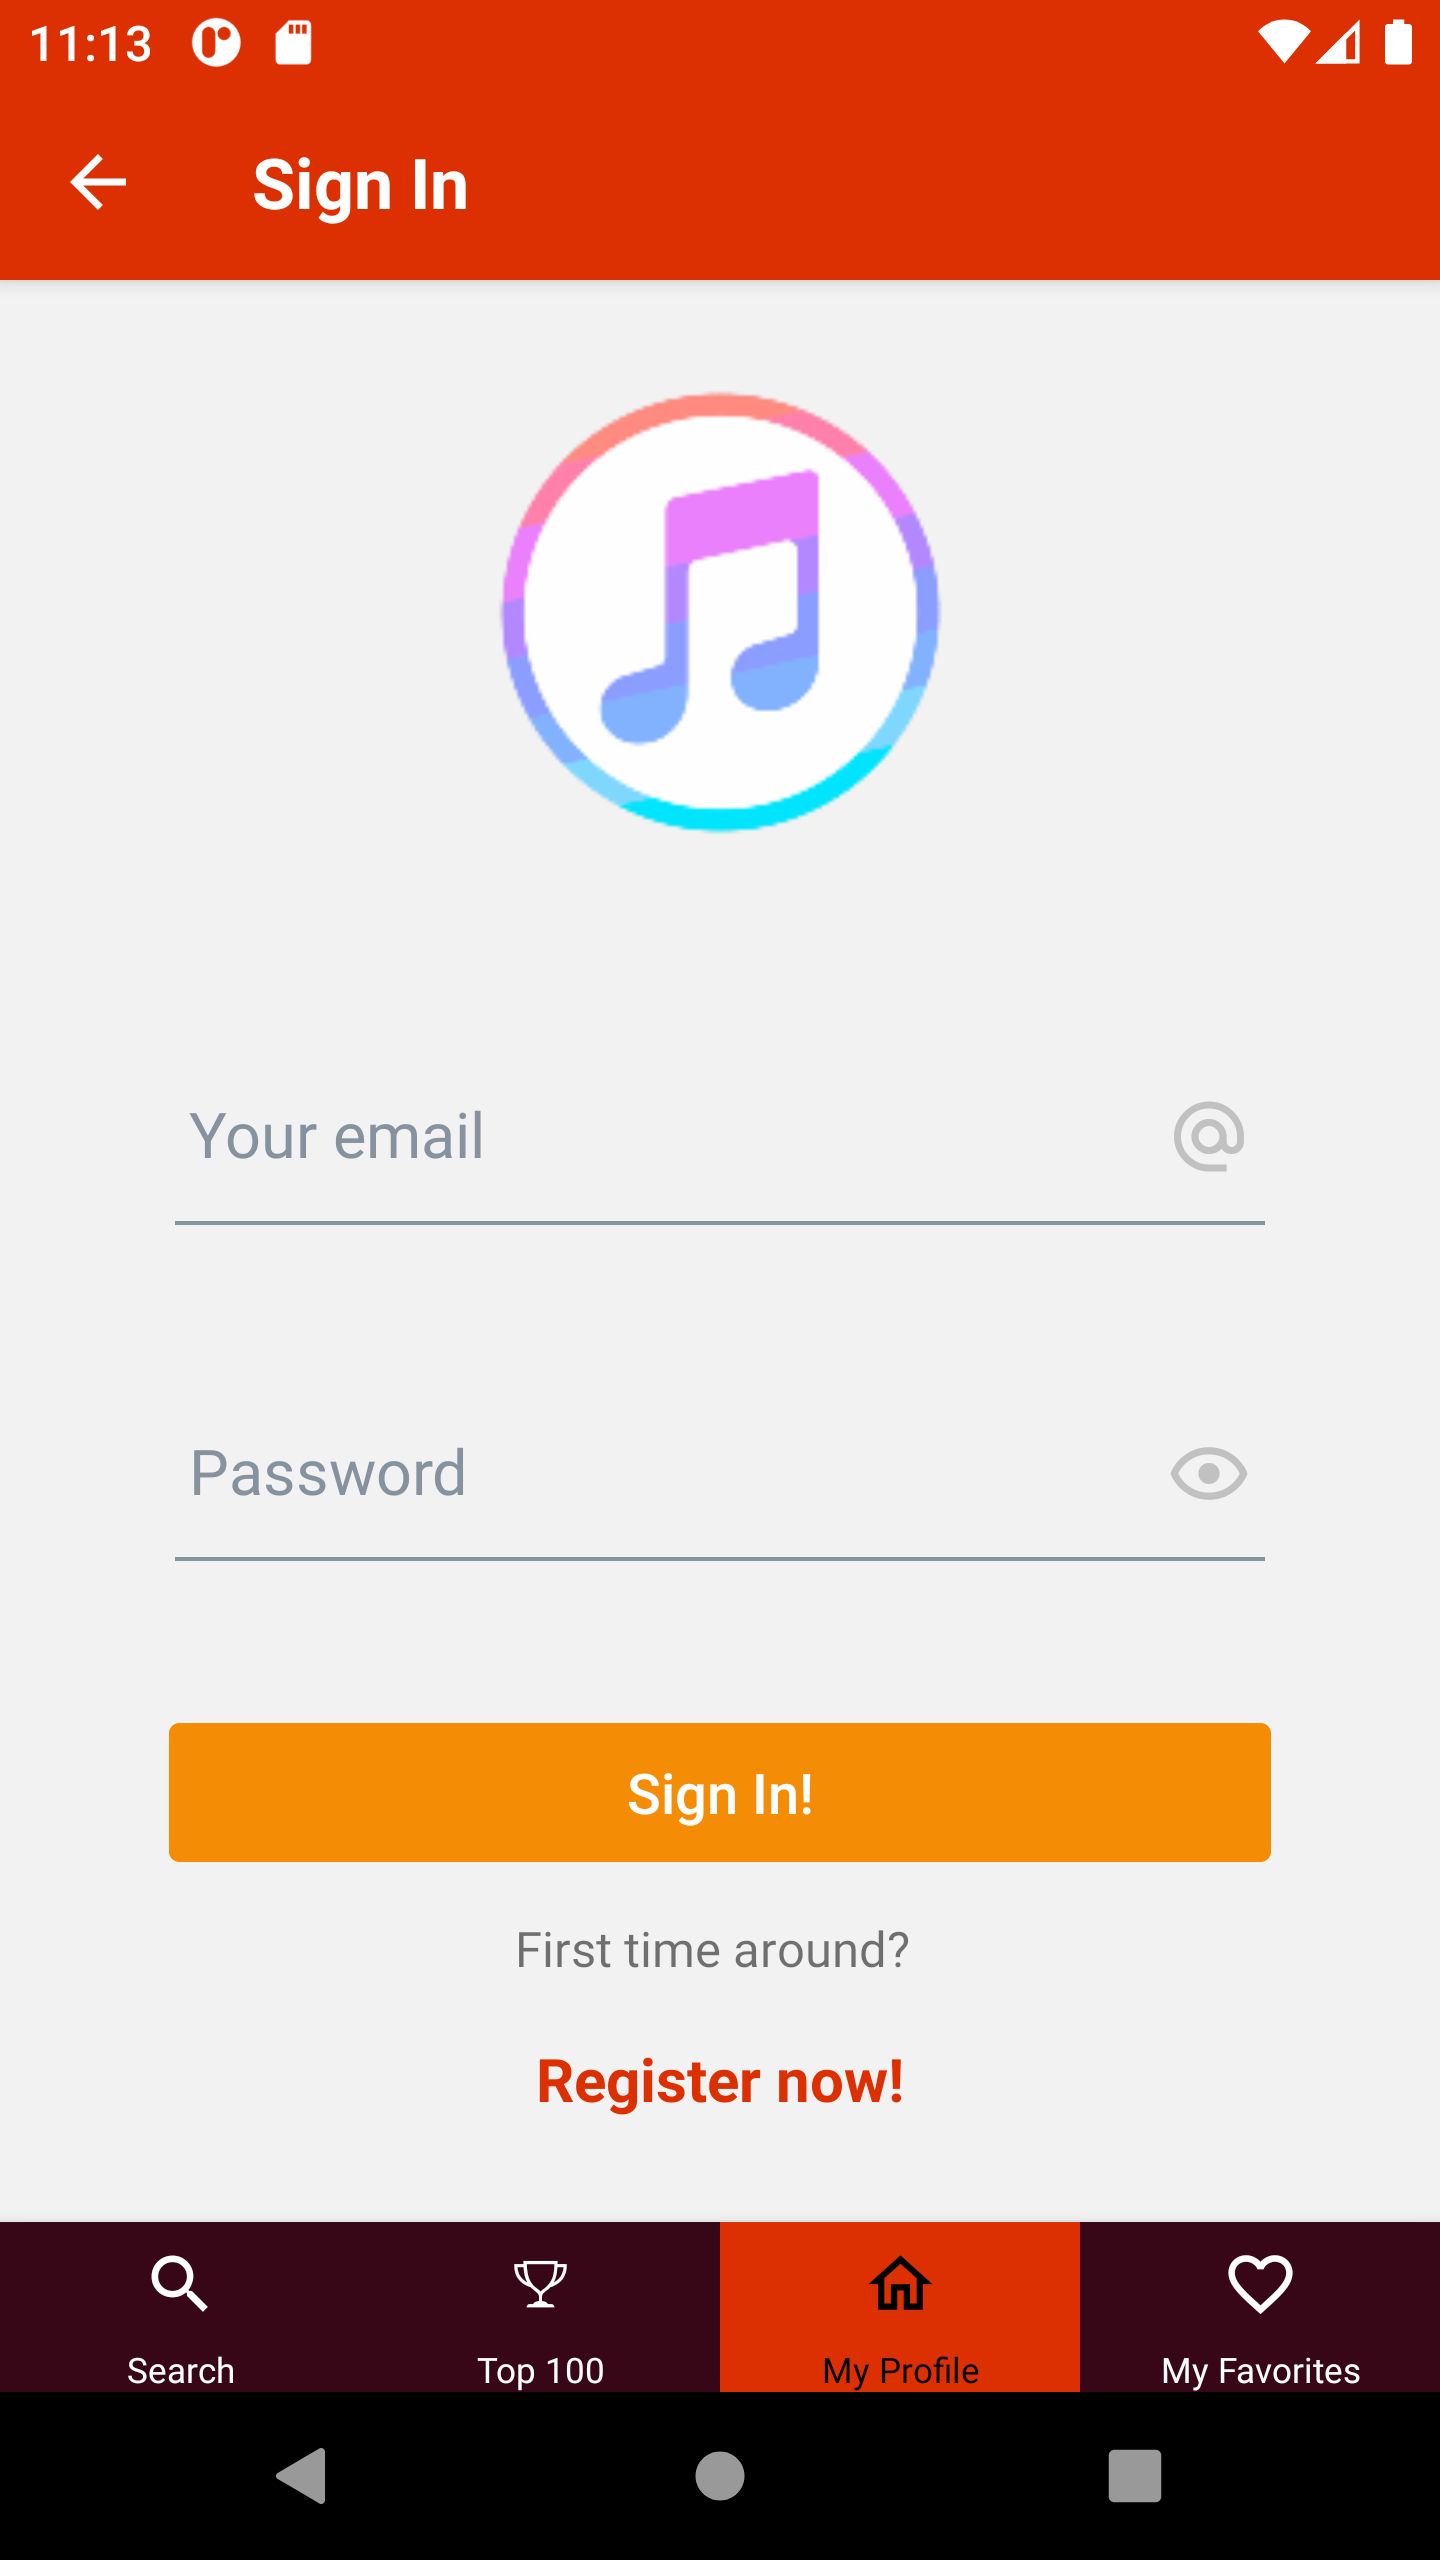 11:13
Sign In
Your email
Password
Sign In!
First time around?
Register now!
Search
Top 100
My Profile
My Favorites